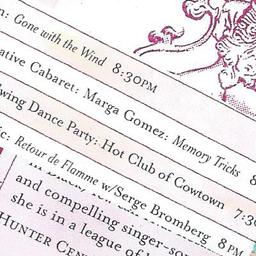 : Gone with the Wind 8:30PM
ative Cabaret: Marga Gomez: Memory Tricks 8
wing Dance Party: Hot Club of Cowtown 7:3
ic: Retour de Flamme w/Serge Bromberg 8PM
and compelling singer-so
she is in a league of h
HUNTER CEN